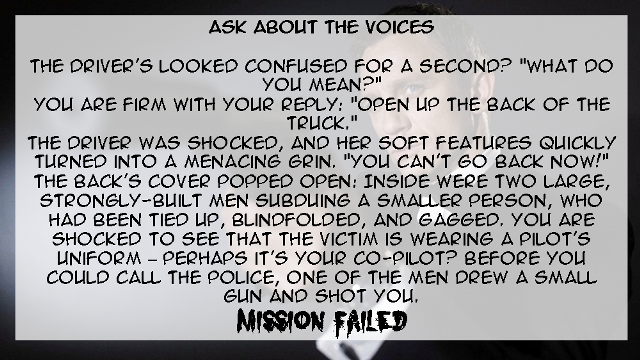 ASK ABOUT THE VOICES
THE DRIVER'S LOOKED CONFUSED FOR A SECOND? "WHAT DO
YOU MEAN?"
YOU ARE FIRM WITH YOUR REPLY: "OPEN UP THE BACK OF THE
TRUCK."
THE DRIVER WAS SHOCKED, AND HER SOFT FEATURES QUICKLY
TURNED INTO A MENACING GRIN. "YOU CAN'T GO BACK NOW!"
THE BACK'S COVER POPPED OPEN: INSIDE WERE TWO LARGE,
STRONGLY-BUILT MEN SUBDUING A SMALLER PERSON, WHO
HAD BEEN TIED UP, BLINDFOLDED, AND GAGGED. YOU ARE
SHOCKED TO SEE THAT THE VICTIM IS WEARING A PILOT'S
UNIFORM – PERHAPS IT'S YOUR CO-PILOT? BEFORE YOU
COULD CALL THE POLICE, ONE OF THE MEN DREW A SMALL
GUN AND SHOT YOU.
MISSION FAILED